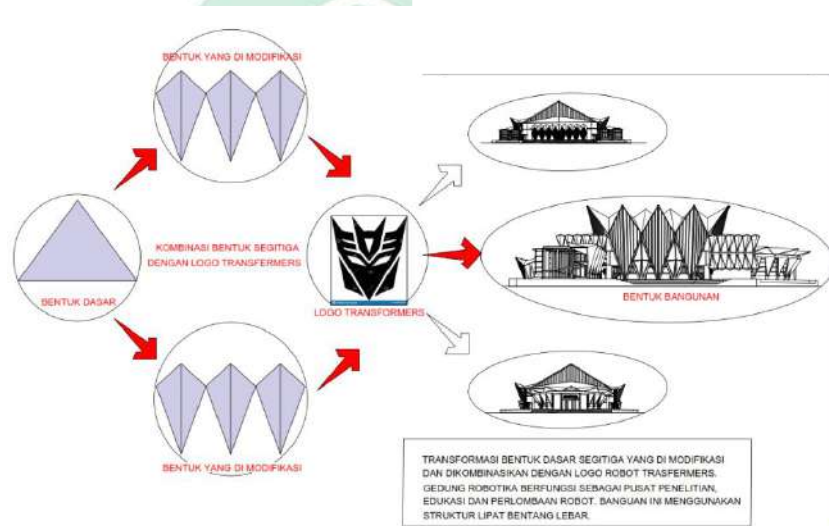 BENTUK YANG DI MODIFIKASI
KOMBINASI BENTUK SEGITIGA
DENGAN LOGO TRANSFERMERS
BENTUK DASAR
LOGO TRANSFORMERS
BENTUK BANGUNAN
BENTUK YANG DI MODIFIKASI
TRANSFORMASI BENTUK DASAR SEGITIGA YANG DI MODIFIKASI
DAN DIKOMBINASIKAN DENGAN LOGO ROBOT TRASFERMERS.
GEDUNG ROBOTIKA BERFUNGSI SEBAGAI PUSAT PENELITIAN,
EDUKASI DAN PERLOMBAAN ROBOT. BANGUAN INI MENGGUNAKAN
STRUKTUR LIPAT BENTANG LEBAR.